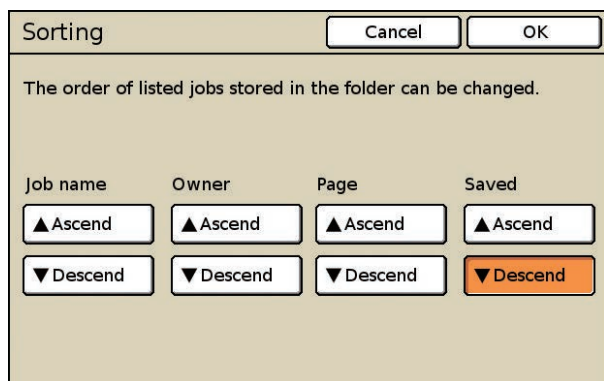 Sorting Cancel OK
The order of listed jobs stored in the folder can be changed.
Job name Owner Page Saved
▲Ascend ▲Ascend ▲Ascend ▲Ascend
▼Descend ▼Descend ▼Descend ▼Descend